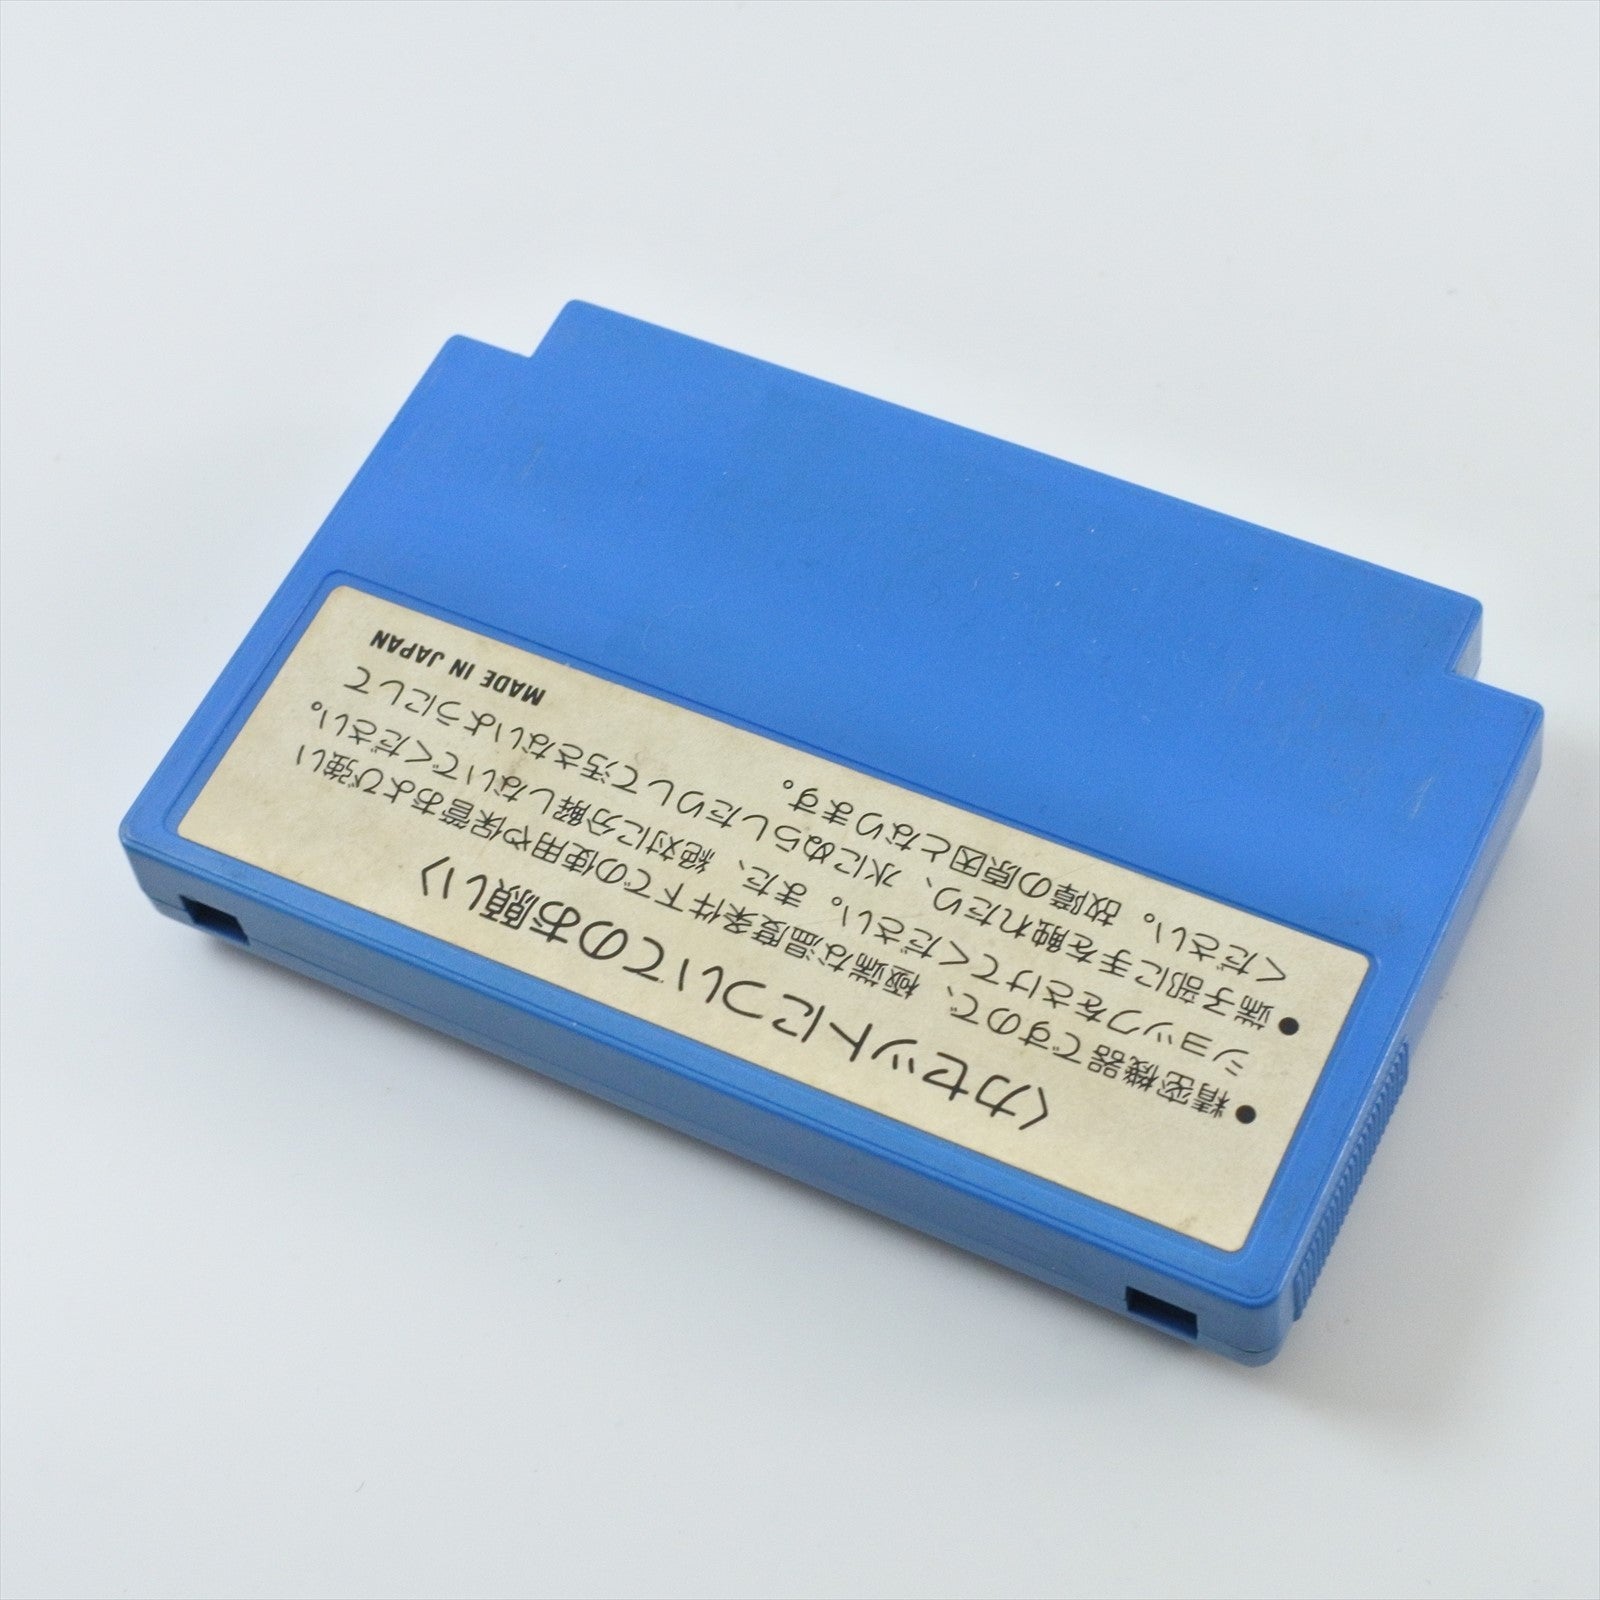 〈カセットについてのお願い〉
●精密機器ですので、極端な温度条件下での使用や保管および強い
ショックをさけてください。また、絶対に分解しないでください。
●端子部に手を触れたり、水にぬらしたりして汚さないようにして
ください。故障の原因となります。
MADE IN JAPAN